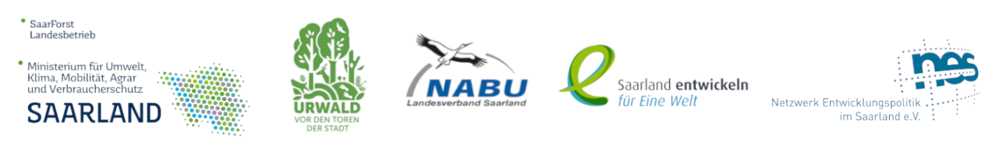 SaarForst
Landesbetrieb
Ministerium für Umwelt,
Klima, Mobilität, Agrar
und Verbraucherschutz
SAARLAND
URWALD
VOR DEN TOREN
DER STADT
NABU
Landesverband Saarland
Saarland entwickeln
für Eine Welt
nes
Netzwerk Entwicklungspolitik
im Saarland e.V.